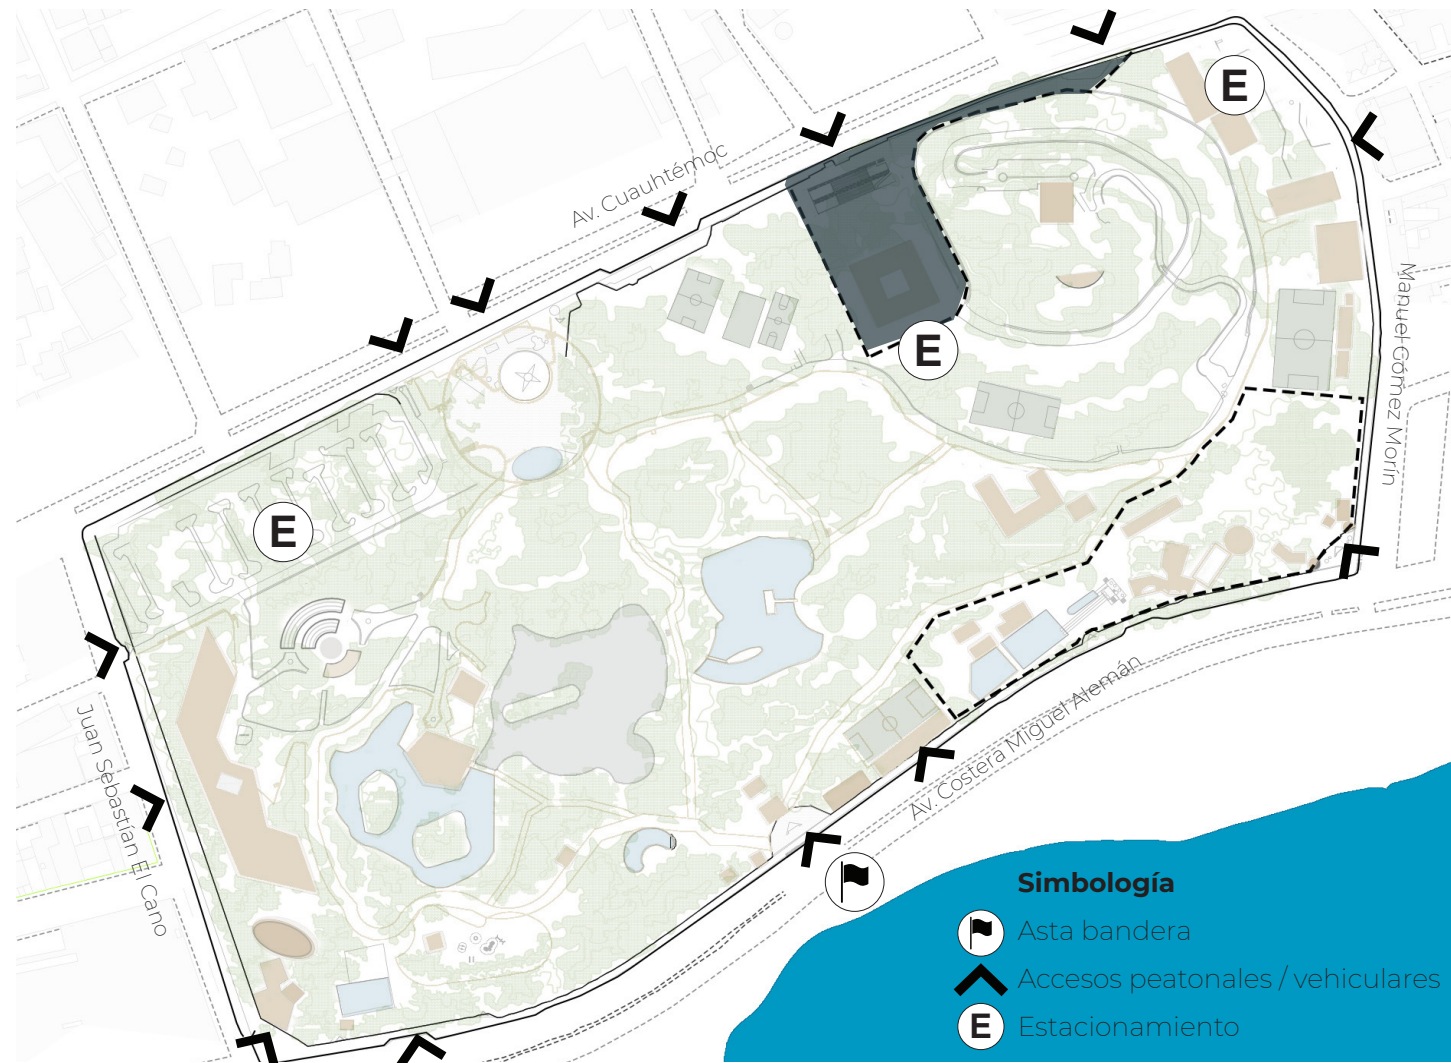 E
Av. Cuauhtémoc
E
Manuel Gómez Morín
E
Juan Sebastían El Cano
Av. Costera Miguel Alemán
Simbología
Asta bandera
Accesos peatonales / vehiculares
E Estacionamiento